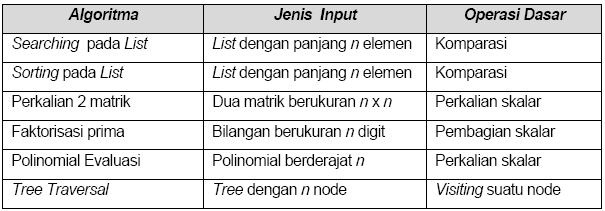 Algoritma Jenis Input Operasi Dasar
Searching pada List List dengan panjang n elemen Komparasi
Sorting pada List List dengan panjang n elemen Komparasi
Perkalian 2 matrik Dua matrik berukuran n x n Perkalian skalar
Faktorisasi prima Bilangan berukuran n digit Pembagian skalar
Polinomial Evaluasi Polinomial berderajat n Perkalian skalar
Tree Traversal Tree dengan n node Visiting suatu node